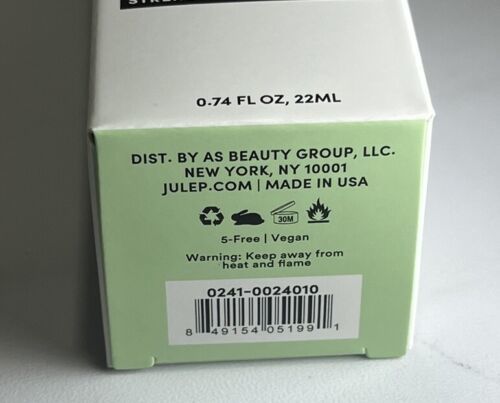 0.74 FL OZ, 22ML
DIST. BY AS BEAUTY GROUP, LLC.
NEW YORK, NY 10001
JULEP.COM | MADE IN USA
30M
5-Free | Vegan
Warning: Keep away from
heat and flame
0241-0024010
8 49154 05199 1